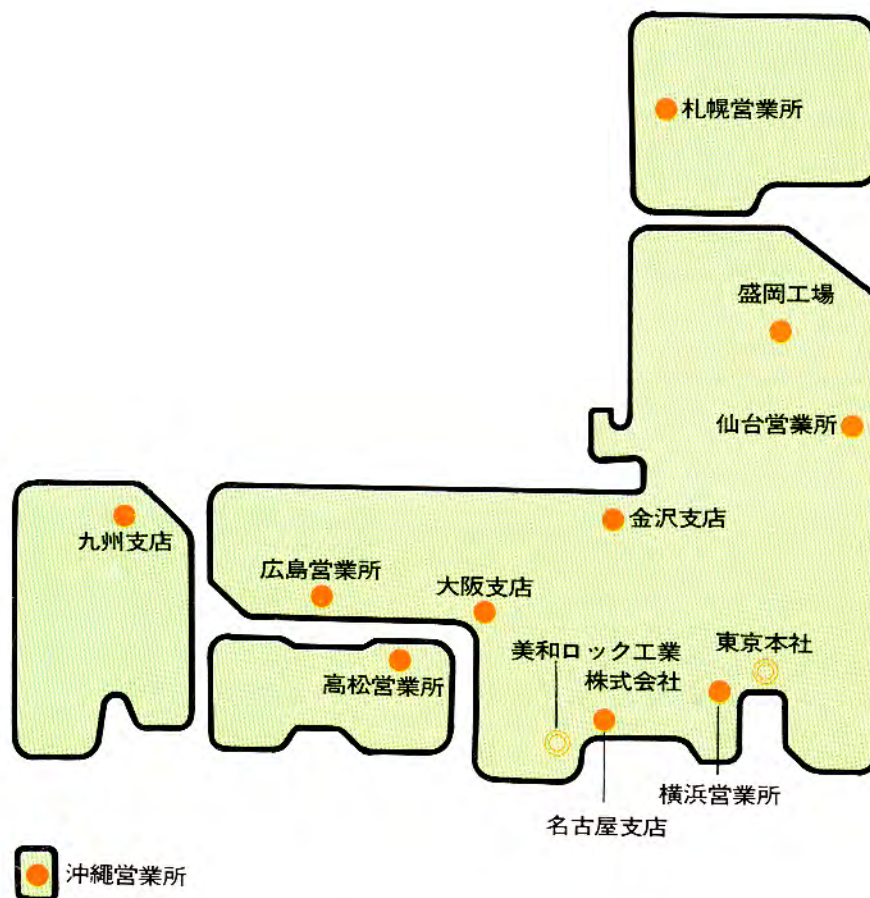 札幌営業所
盛岡工場
仙台営業所
金沢支店
九州支店
広島営業所
大阪支店
美和ロック工業
株式会社
東京本社
高松営業所
横浜営業所
名古屋支店
沖縄営業所